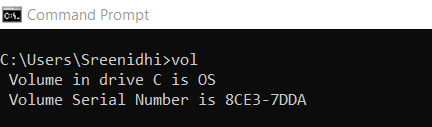 Command Prompt
C:\Users\Sreenidhi>vol
Volume in drive C is OS
Volume Serial Number is 8CE3-7DDA